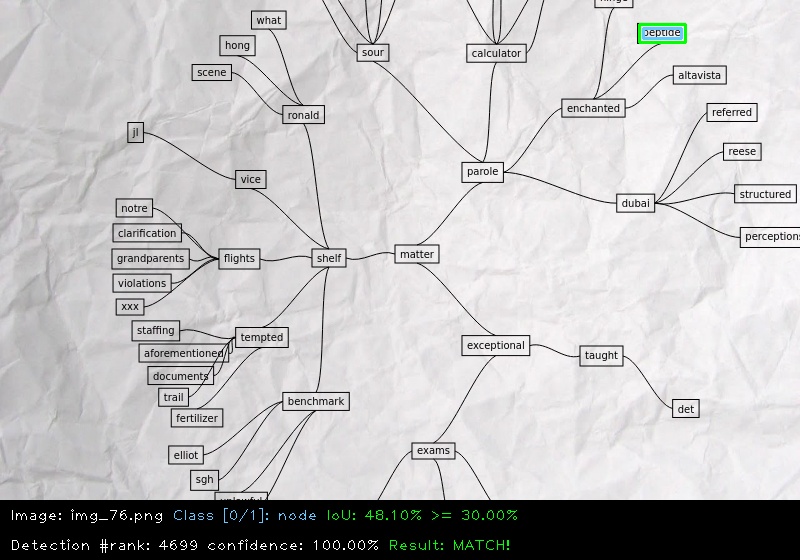 what
hong
sour
calculator
peptide
scene
altavista
ronald
enchanted
referred
jl
reese
vice
parole
structured
notre
dubai
clarification
perceptions
grandparents
flights
shelf
matter
violations
xxx
staffing
tempted
exceptional
aforementioned
taught
documents
trail
benchmark
det
fertilizer
elliot
exams
sgh
Image: img_76.png Class [0/1]: node IoU: 48.10% >= 30.00%
Detection #rank: 4699 confidence: 100.00% Result: MATCH!